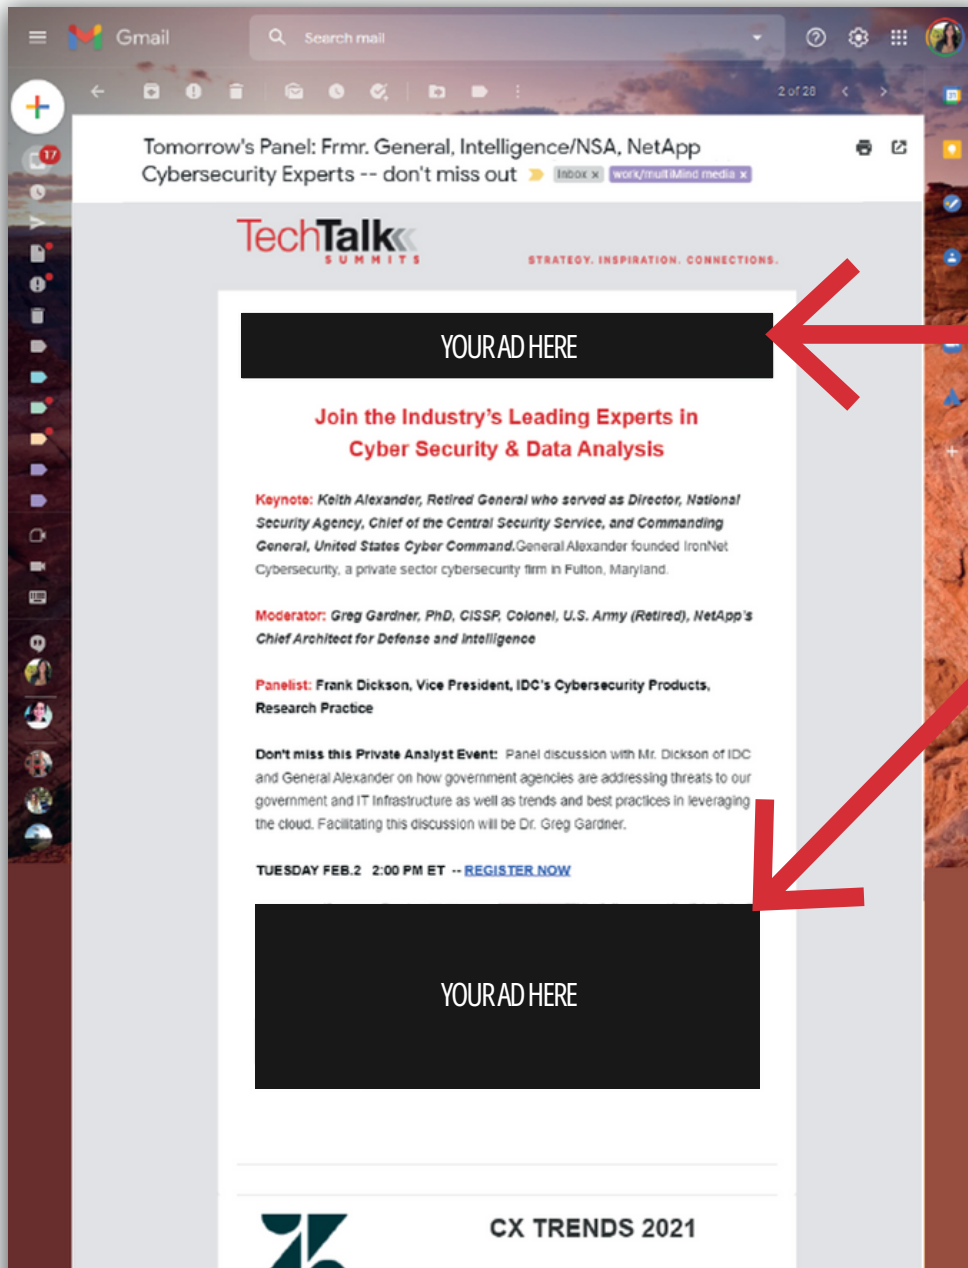 Gmail
Search mail
2 of 28
17
31
Tomorrow's Panel: Frmr. General, Intelligence/NSA, NetApp
Cybersecurity Experts -- don't miss out Inbox x work/multiMind media x
TechTalk
SUMMITS
STRATEGY. INSPIRATION. CONNECTIONS.
YOUR AD HERE
Join the Industry's Leading Experts in
Cyber Security & Data Analysis
Keynote: Keith Alexander, Retired General who served as Director, National
Security Agency, Chief of the Central Security Service, and Commanding
General, United States Cyber Command.General Alexander founded IronNet
Cybersecurity, a private sector cybersecurity firm in Fulton, Maryland.
Moderator: Greg Gardner, PhD, CISSP, Colonel, U.S. Army (Retired), NetApp's
Chief Architect for Defense and Intelligence
Panelist: Frank Dickson, Vice President, IDC's Cybersecurity Products,
Research Practice
Don't miss this Private Analyst Event: Panel discussion with Mr. Dickson of IDC
and General Alexander on how government agencies are addressing threats to our
government and IT Infrastructure as well as trends and best practices in leveraging
the cloud. Facilitating this discussion will be Dr. Greg Gardner.
TUESDAY FEB.2 2:00 PM ET -- REGISTER NOW
YOUR AD HERE
CX TRENDS 2021